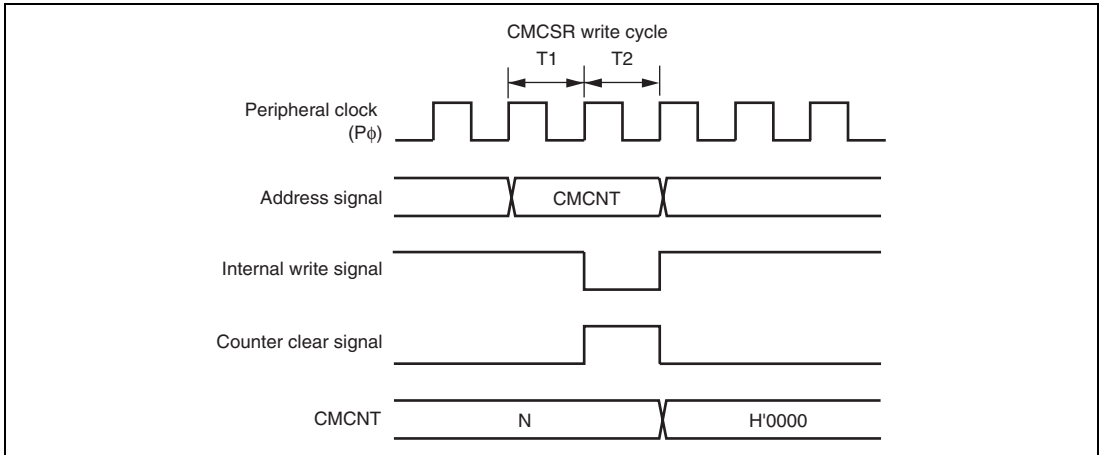 CMCSR write cycle
T1 T2
Peripheral clock
(Pϕ)
Address signal CMCNT
Internal write signal
Counter clear signal
CMCNT N H'0000